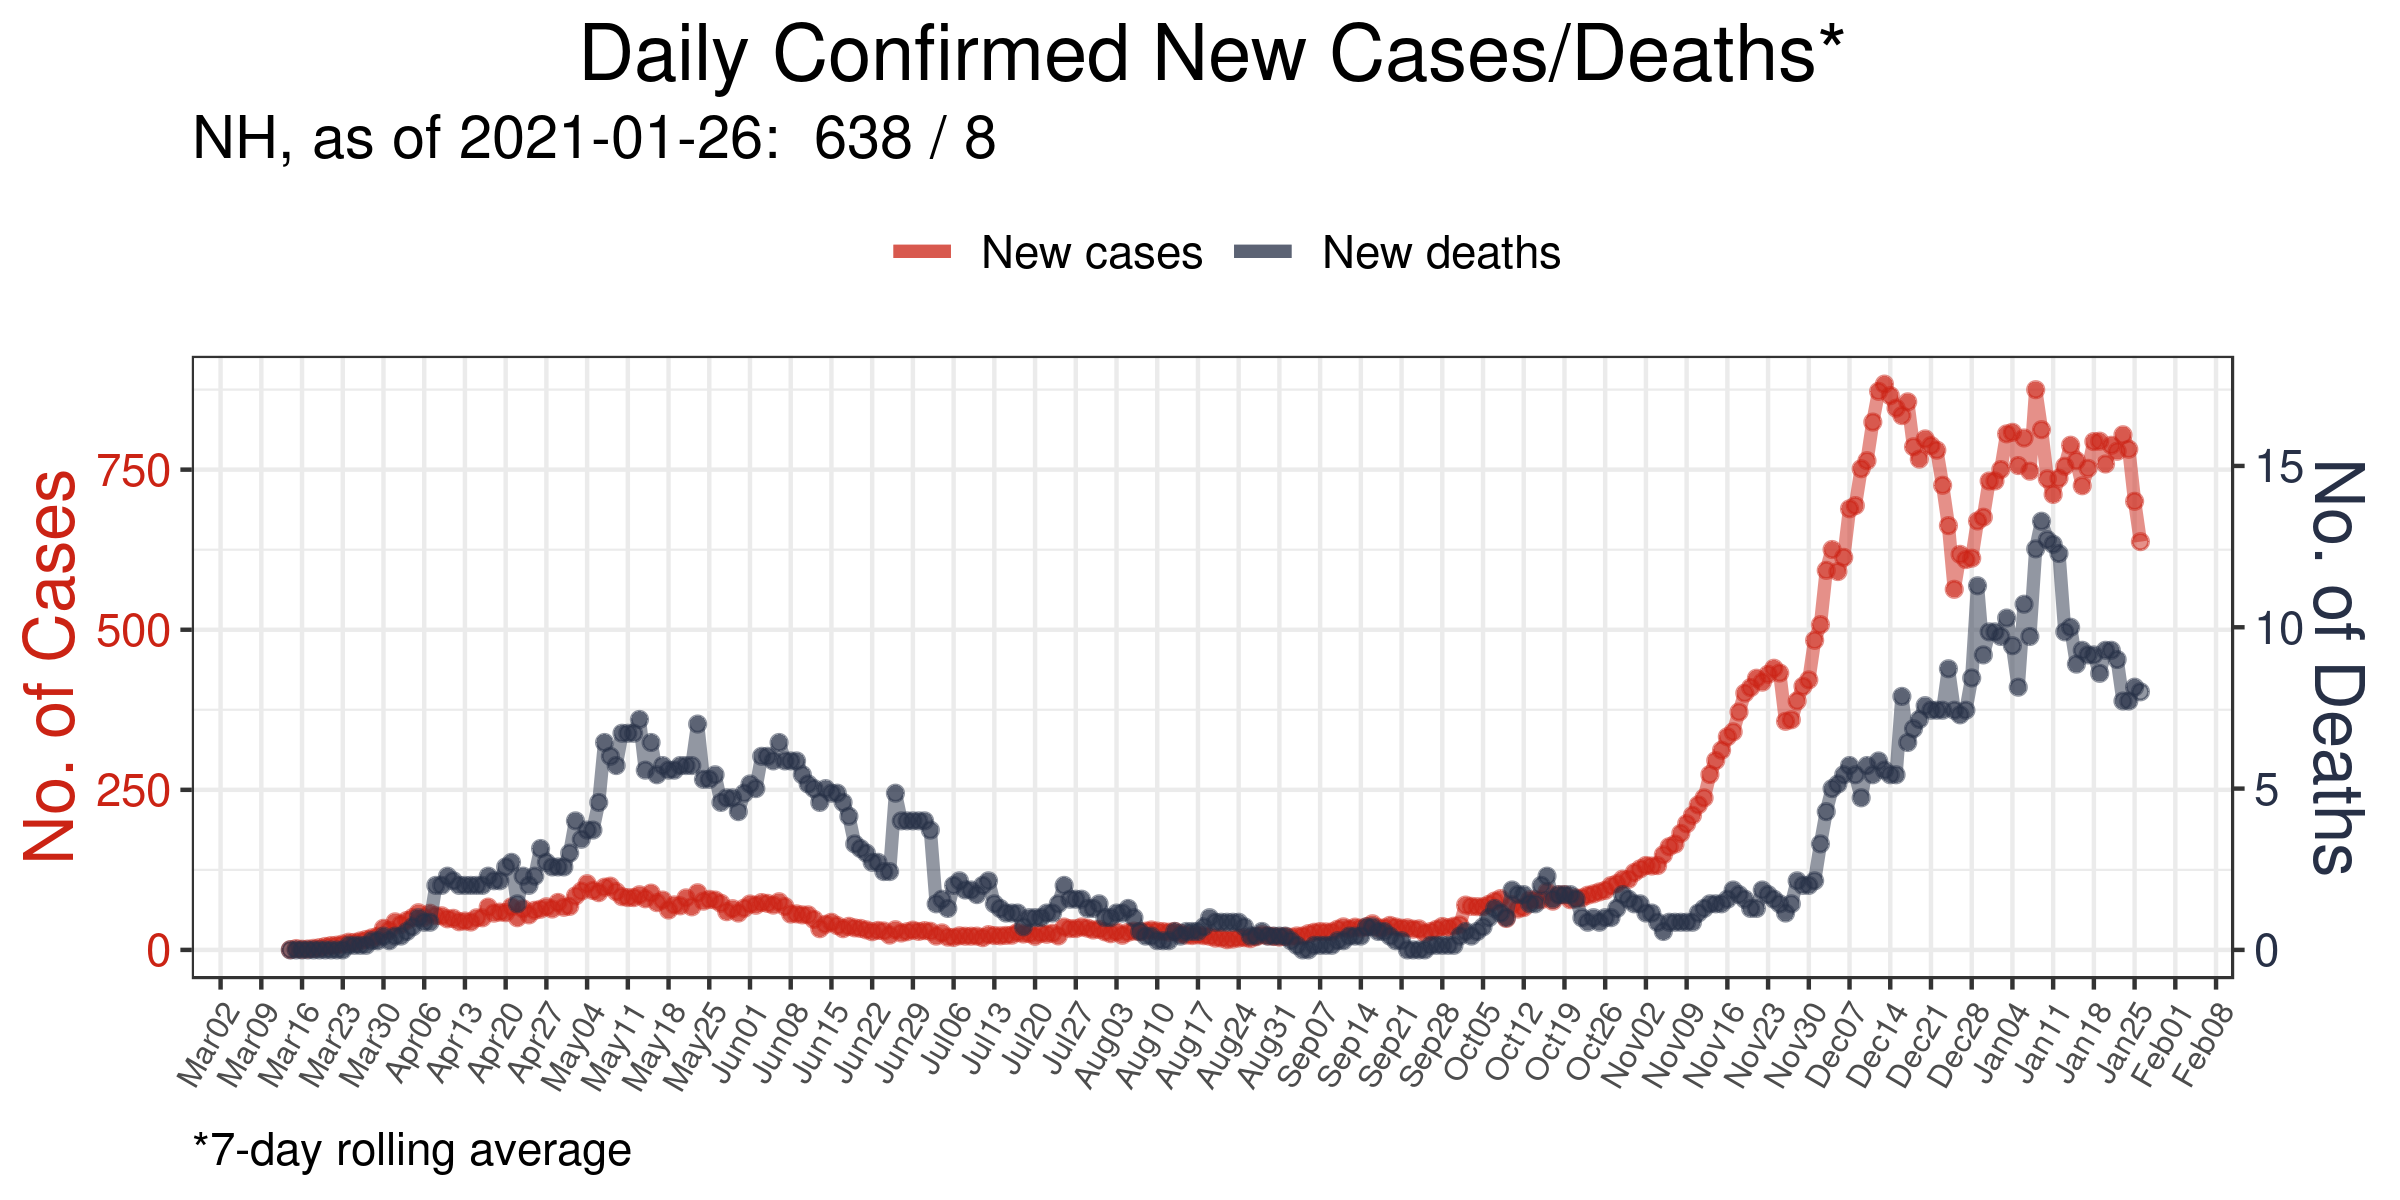 Daily Confirmed New Cases/Deaths*
NH, as of 2021-01-26:  638 / 8
New cases
New deaths
No. of Cases
750
500
250
0
15
10
5
0
No. of Deaths
Mar02
Mar09
Mar16
Mar23
Mar30
Apr06
Apr13
Apr20
Apr27
May04
May11
May18
May25
Jun01
Jun08
Jun15
Jun22
Jun29
Jul06
Jul13
Jul20
Jul27
Aug03
Aug10
Aug17
Aug24
Aug31
Sep07
Sep14
Sep21
Sep28
Oct05
Oct12
Oct19
Oct26
Nov02
Nov09
Nov16
Nov23
Nov30
Dec07
Dec14
Dec21
Dec28
Jan04
Jan11
Jan18
Jan25
Feb01
Feb08
*7-day rolling average